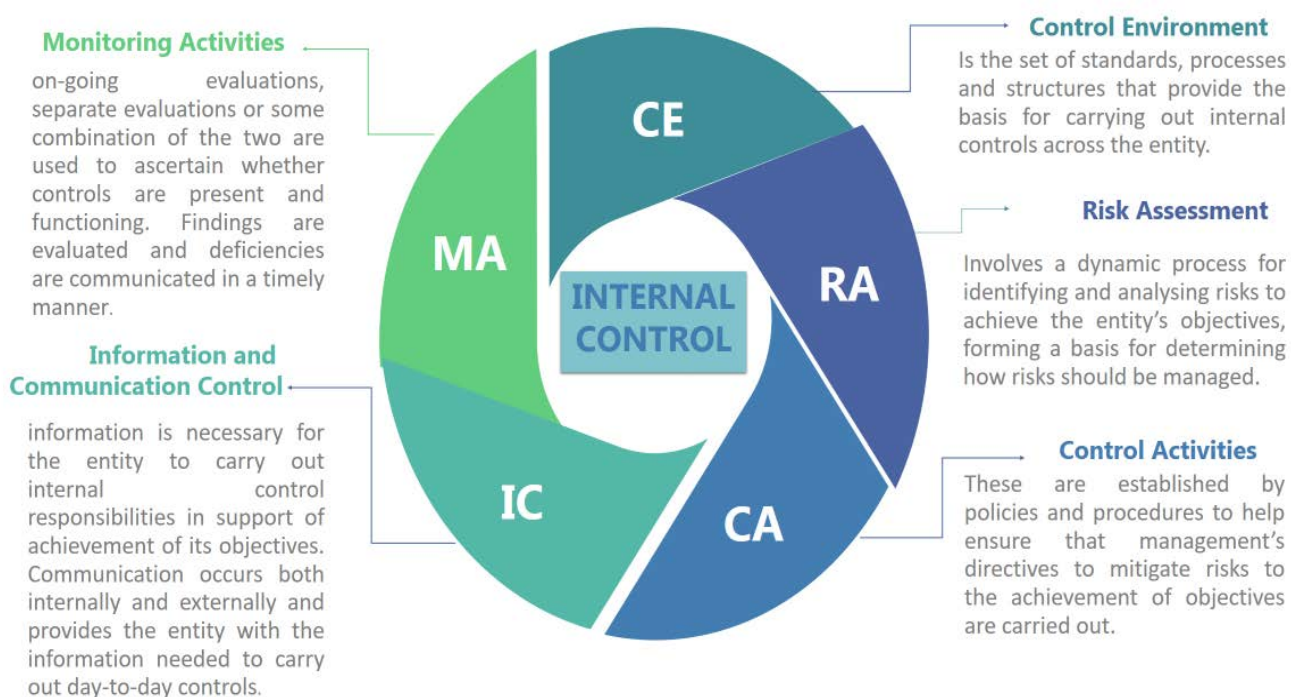 Monitoring Activities
on-going evaluations,
separate evaluations or some
combination of the two are
used to ascertain whether
controls are present and
functioning. Findings are
evaluated and deficiencies
are communicated in a timely
manner.
Information and
Communication Control
information is necessary for
the entity to carry out
internal control
responsibilities in support of
achievement of its objectives.
Communication occurs both
internally and externally and
provides the entity with the
information needed to carry
out day-to-day controls.
CE
RA
CA
IC
MA
INTERNAL
CONTROL
Control Environment
Is the set of standards, processes
and structures that provide the
basis for carrying out internal
controls across the entity.
Risk Assessment
Involves a dynamic process for
identifying and analysing risks to
achieve the entity's objectives,
forming a basis for determining
how risks should be managed.
Control Activities
These are established by
policies and procedures to help
ensure that management's
directives to mitigate risks to
the achievement of objectives
are carried out.